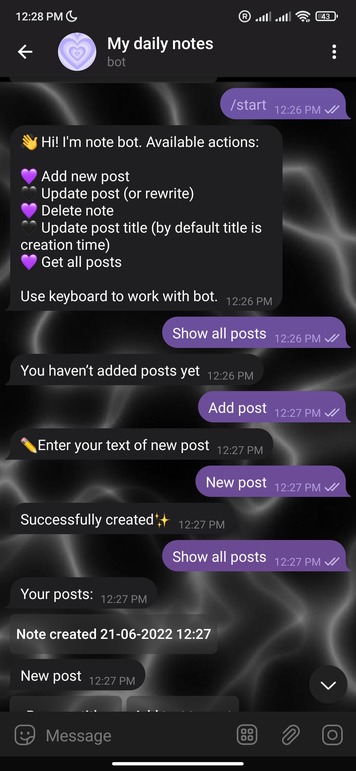 12:28 PM
R
43
My daily notes
bot
/start 12:26 PM
👋 Hi! I'm note bot. Available actions:
💜 Add new post
🖤 Update post (or rewrite)
💜 Delete note
🖤 Update post title (by default title is
creation time)
💜 Get all posts
Use keyboard to work with bot. 12:26 PM
Show all posts 12:26 PM
You haven't added posts yet 12:26 PM
Add post 12:27 PM
✏️Enter your text of new post 12:27 PM
New post 12:27 PM
Successfully created✨ 12:27 PM
Show all posts 12:27 PM
Your posts: 12:27 PM
Note created 21-06-2022 12:27
New post 12:27 PM
Message